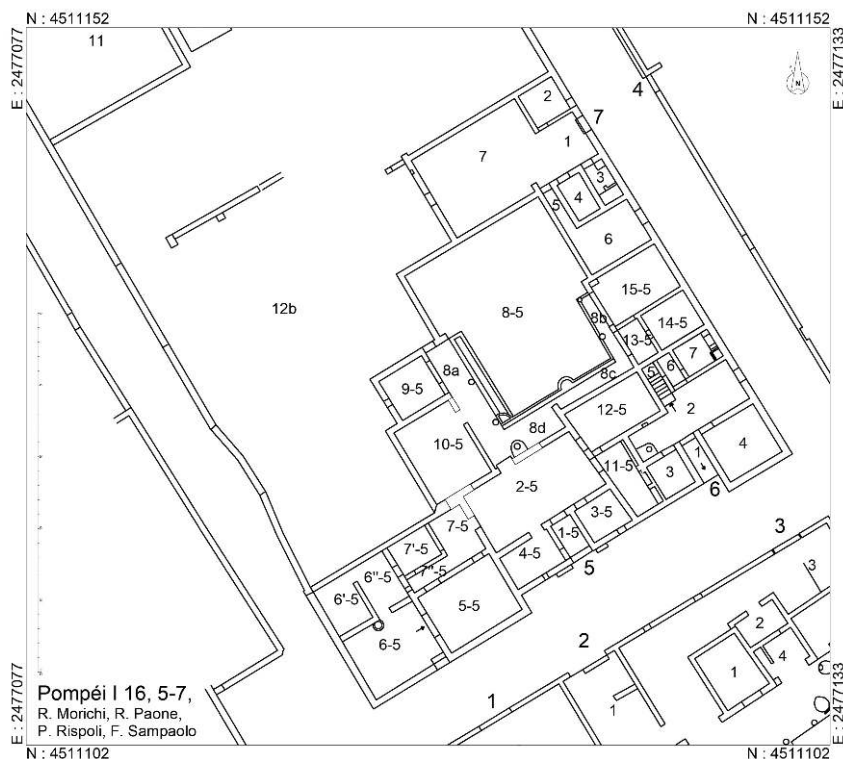 N : 4511152
N : 4511152
E : 2477077
E : 2477133
11
4
N
2
7
1
7
3
4
5
6
15-5
12b
8-5
8b
14-5
13-5
8a
7
6
5
8c
9-5
12-5
2
8d
10-5
4
11-5
1
3
2-5
6
3-5
7-5
1-5
7'-5
4-5
5
6''-5
7''-5
3
6'-5
5-5
3
2
2
6-5
4
1
E : 2477077
E : 2477133
Pompéi I 16, 5-7,
R. Morichi, R. Paone,
P. Rispoli, F. Sampaolo
1
1
N : 4511102
N : 4511102